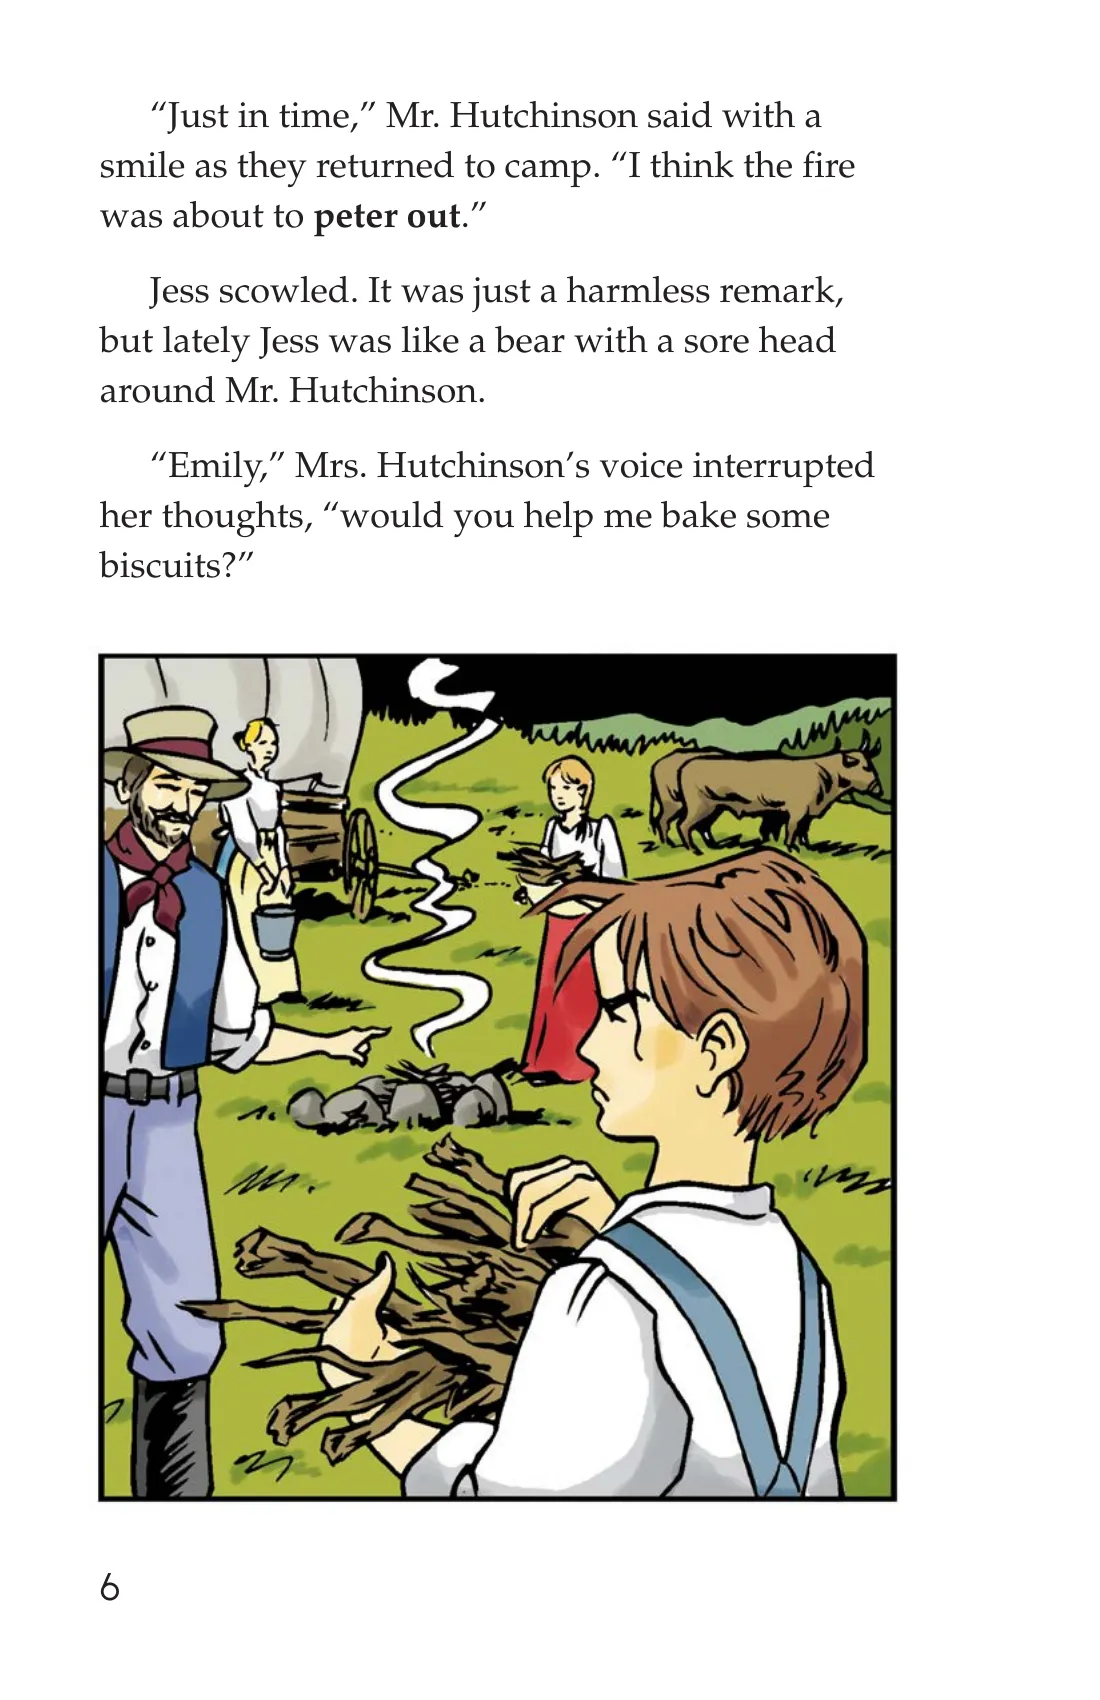 “Just in time,” Mr. Hutchinson said with a
smile as they returned to camp. “I think the fire
was about to peter out.”
Jess scowled. It was just a harmless remark,
but lately Jess was like a bear with a sore head
around Mr. Hutchinson.
“Emily,” Mrs. Hutchinson’s voice interrupted
her thoughts, “would you help me bake some
biscuits?”
6